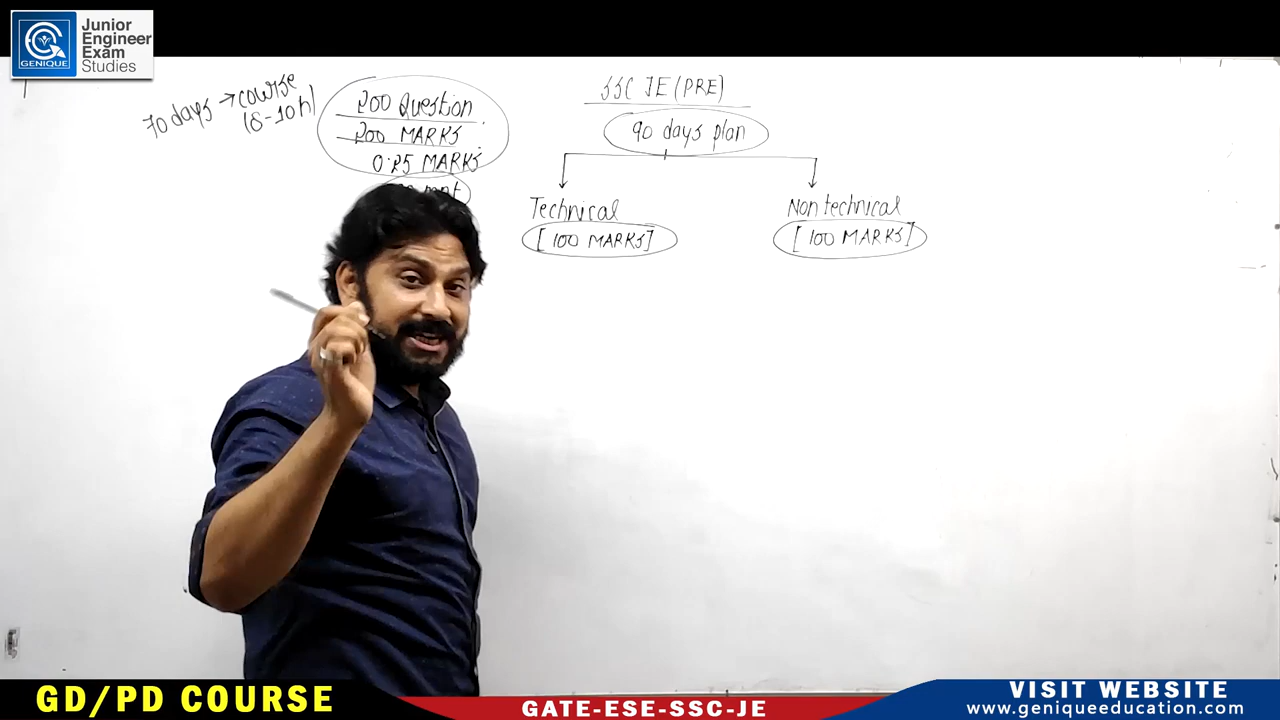 GENIQUE
Junior
Engineer
Exam
Studies
70 days → course
(8-10h)
200 Question
200 MARKS
0.25 MARKS
SSC JE (PRE)
90 days plan
Technical
[100 MARKS]
Non technical
[100 MARKS]
GD/PD COURSE
GATE-ESE-SSC-JE
VISIT WEBSITE
www.geniqueeducation.com